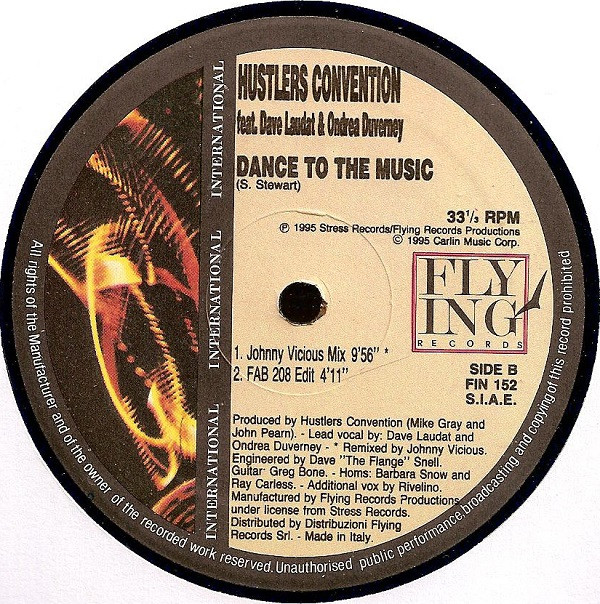 HUSTLERS CONVENTION
feat. Dave Laudat & Ondrea Duverney
DANCE TO THE MUSIC
(S. Stewart)
33⅓ RPM
℗ 1995 Stress Records/Flying Records Productions
© 1995 Carlin Music Corp.
FLY
ING
RECORDS
1. Johnny Vicious Mix 9'56" *
2. FAB 208 Edit 4'11"
SIDE B
FIN 152
S.I.A.E.
Produced by Hustlers Convention (Mike Gray and
John Pearn). - Lead vocal by: Dave Laudat and
Ondrea Duverney - * Remixed by Johnny Vicious.
Engineered by Dave "The Flange" Snell.
Guitar: Greg Bone. - Horns: Barbara Snow and
Ray Carless. - Additional vox by Rivelino.
Manufactured by Flying Records Productions
under license from Stress Records.
Distributed by Distribuzioni Flying
Records Srl. - Made in Italy.
INTERNATIONAL
INTERNATIONAL
INTERNATIONAL
INTERNATIONAL
All rights of the Manufacturer and of the owner of the recorded work reserved. Unauthorised public performance, broadcasting and copying of this record prohibited